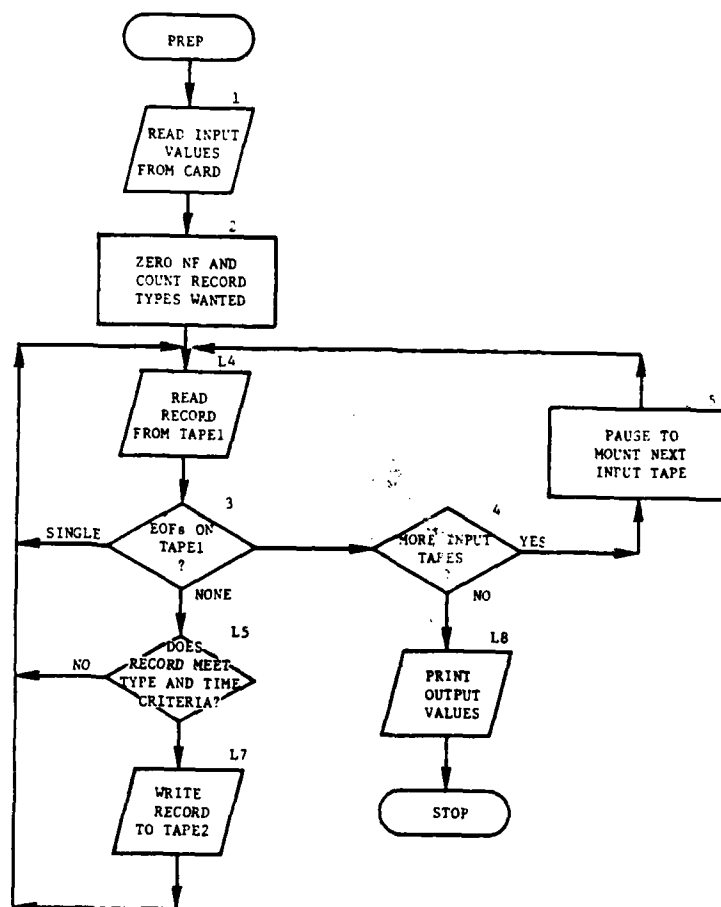 PREP
1
READ INPUT
VALUES
FROM CARD
2
ZERO NF AND
COUNT RECORD
TYPES WANTED
L4
READ
RECORD
FROM TAPE1
5
PAUSE TO
MOUNT NEXT
INPUT TAPE
3
SINGLE
EOFs ON
TAPE1
?
NONE
4
MORE INPUT
TAPES
?
YES
NO
L5
NO
DOES
RECORD MEET
TYPE AND TIME
CRITERIA?
L8
PRINT
OUTPUT
VALUES
L7
WRITE
RECORD
TO TAPE2
STOP